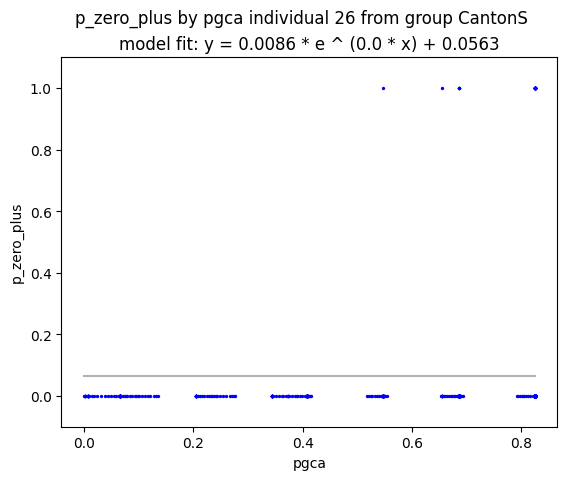 p_zero_plus by pgca individual 26 from group CantonS
model fit: y = 0.0086 * e ^ (0.0 * x) + 0.0563
1.0
0.8
0.6
0.4
0.2
0.0
p_zero_plus
0.0 0.2 0.4 0.6 0.8
pgca